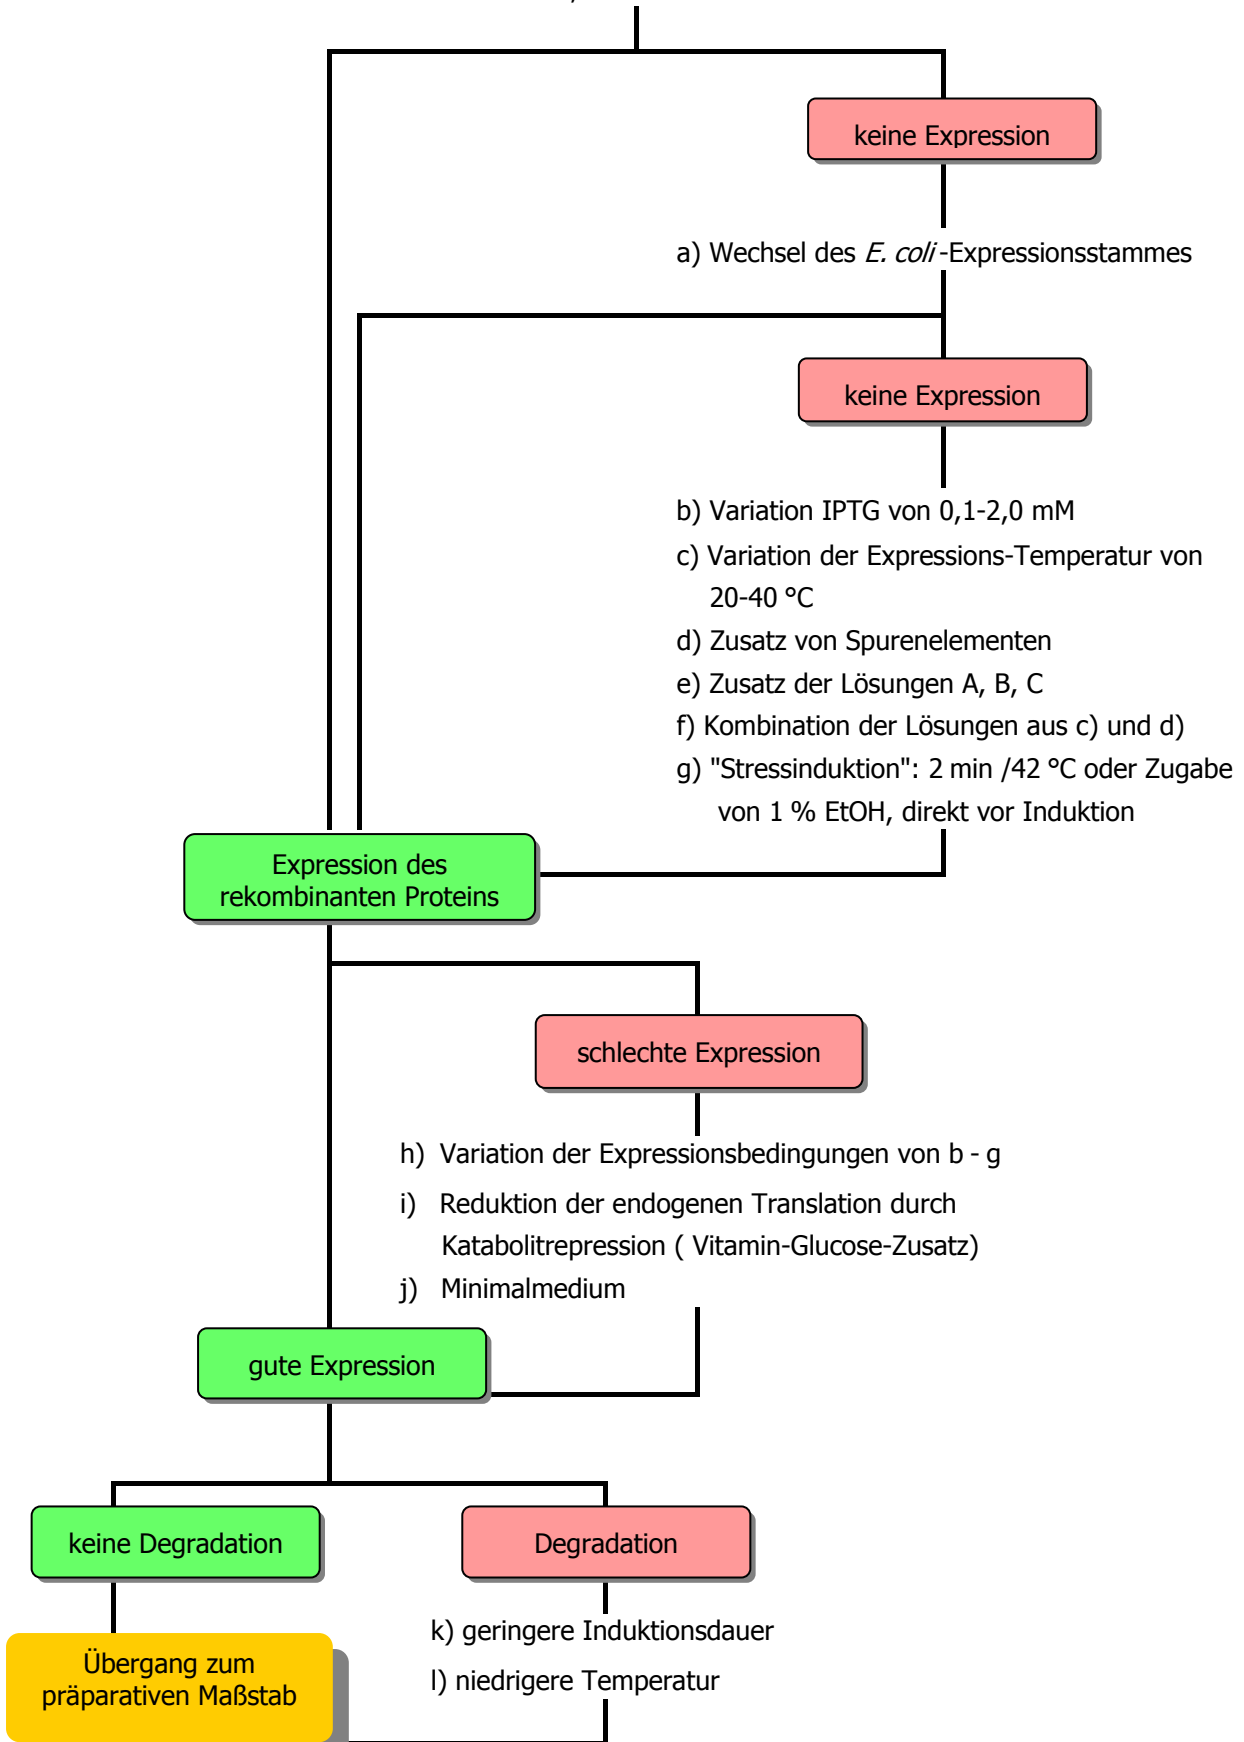 keine Expression
a) Wechsel des E. coli-Expressionsstammes
keine Expression
b) Variation IPTG von 0,1-2,0 mM
c) Variation der Expressions-Temperatur von
20-40 °C
d) Zusatz von Spurenelementen
e) Zusatz der Lösungen A, B, C
f) Kombination der Lösungen aus c) und d)
g) "Stressinduktion": 2 min /42 °C oder Zugabe
von 1 % EtOH, direkt vor Induktion
Expression des
rekombinanten Proteins
schlechte Expression
h) Variation der Expressionsbedingungen von b - g
i) Reduktion der endogenen Translation durch
Katabolitrepression ( Vitamin-Glucose-Zusatz)
j) Minimalmedium
gute Expression
keine Degradation
Degradation
k) geringere Induktionsdauer
l) niedrigere Temperatur
Übergang zum
präparativen Maßstab